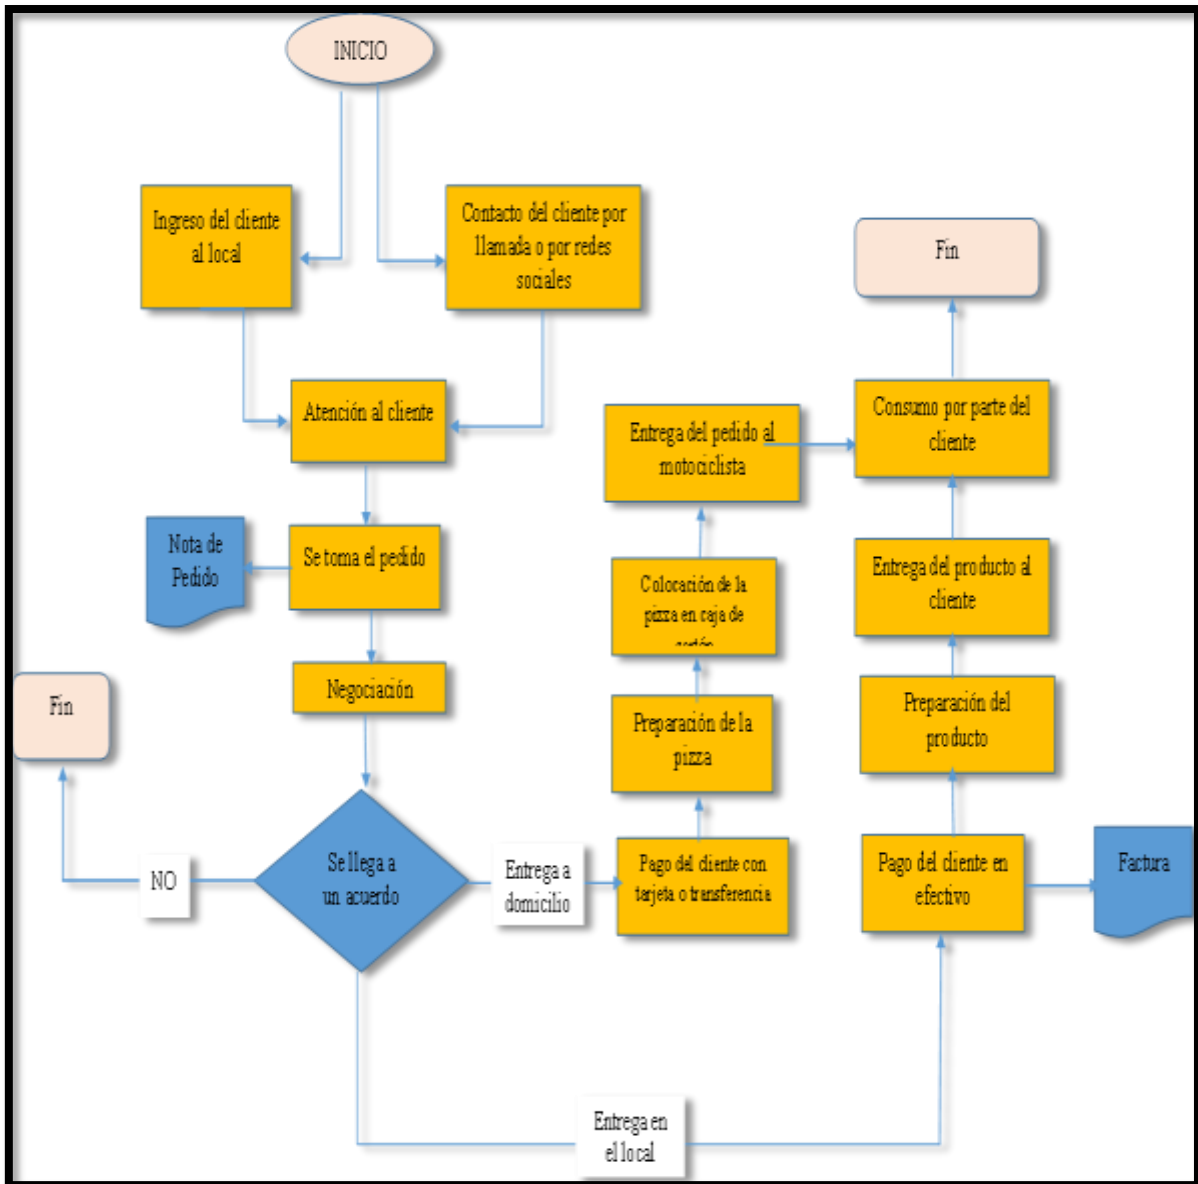 INICIO
Ingreso del cliente
al local
Contacto del cliente por
llamada o por redes
sociales
Fin
Atención al cliente
Consumo por parte del
cliente
Entrega del pedido al
motociclista
Nota de
Pedido
Se toma el pedido
Colocación de la
pizza en caja de
Entrega del producto al
cliente
Fin
Negociación
Preparación de la
pizza
Preparación del
producto
NO
Se llega a
un acuerdo
Entrega a
domicilio
Pago del cliente con
tarjeta o transferencia
Pago del cliente en
efectivo
Factura
Entrega en
el local